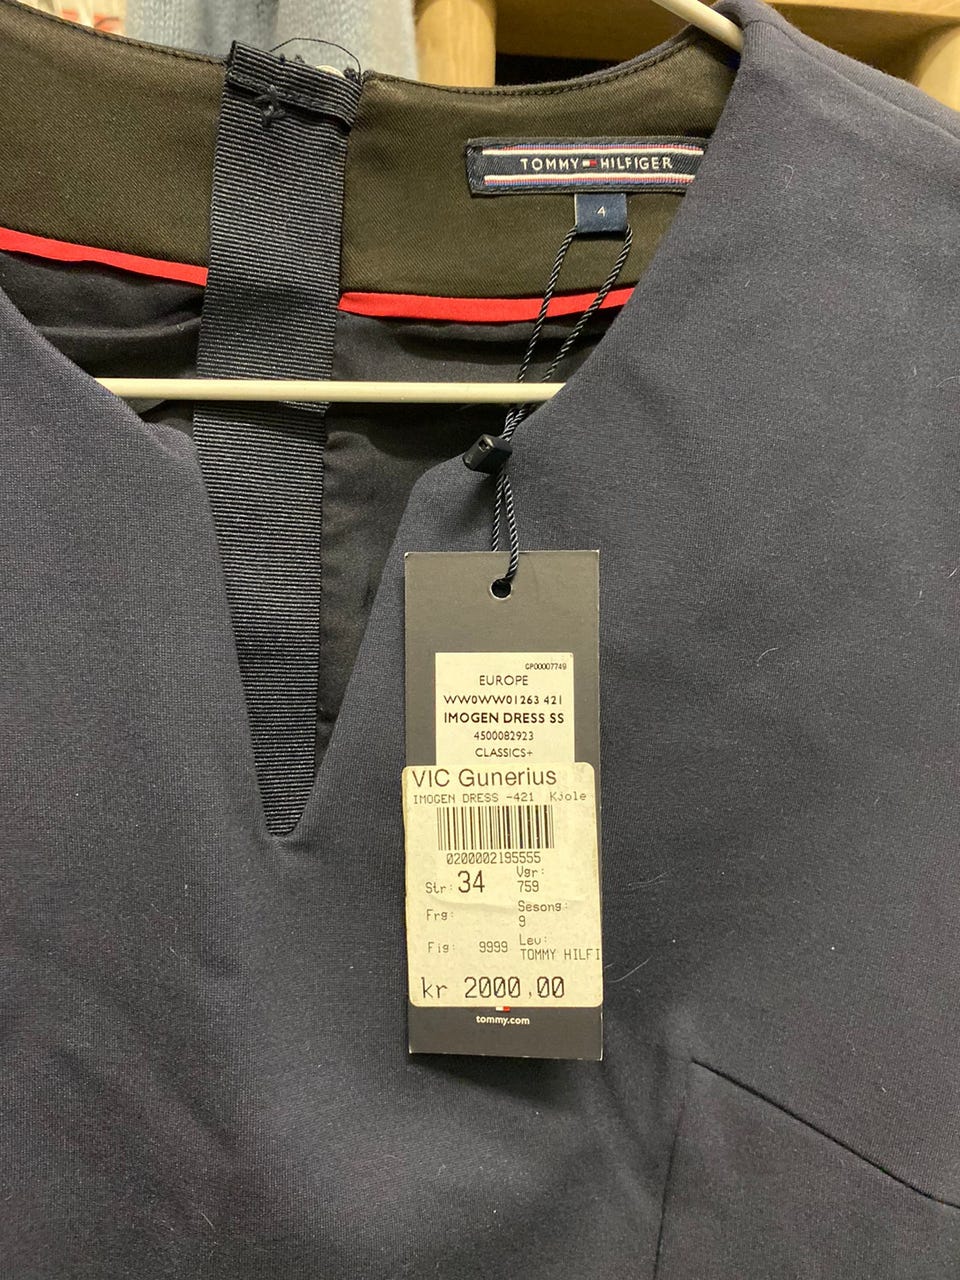 TOMMY HILFIGER
4
GP00007749
EUROPE
WW0WW01263 421
IMOGEN DRESS SS
4500082923
CLASSICS+
VIC Gunerius
IMOGEN DRESS -421 Kjole
0200002195555
Str: 34 Vgr: 759
Frg: Sesong: 9
Fig: 9999 Lev: TOMMY HILFI
kr 2000,00
tommy.com